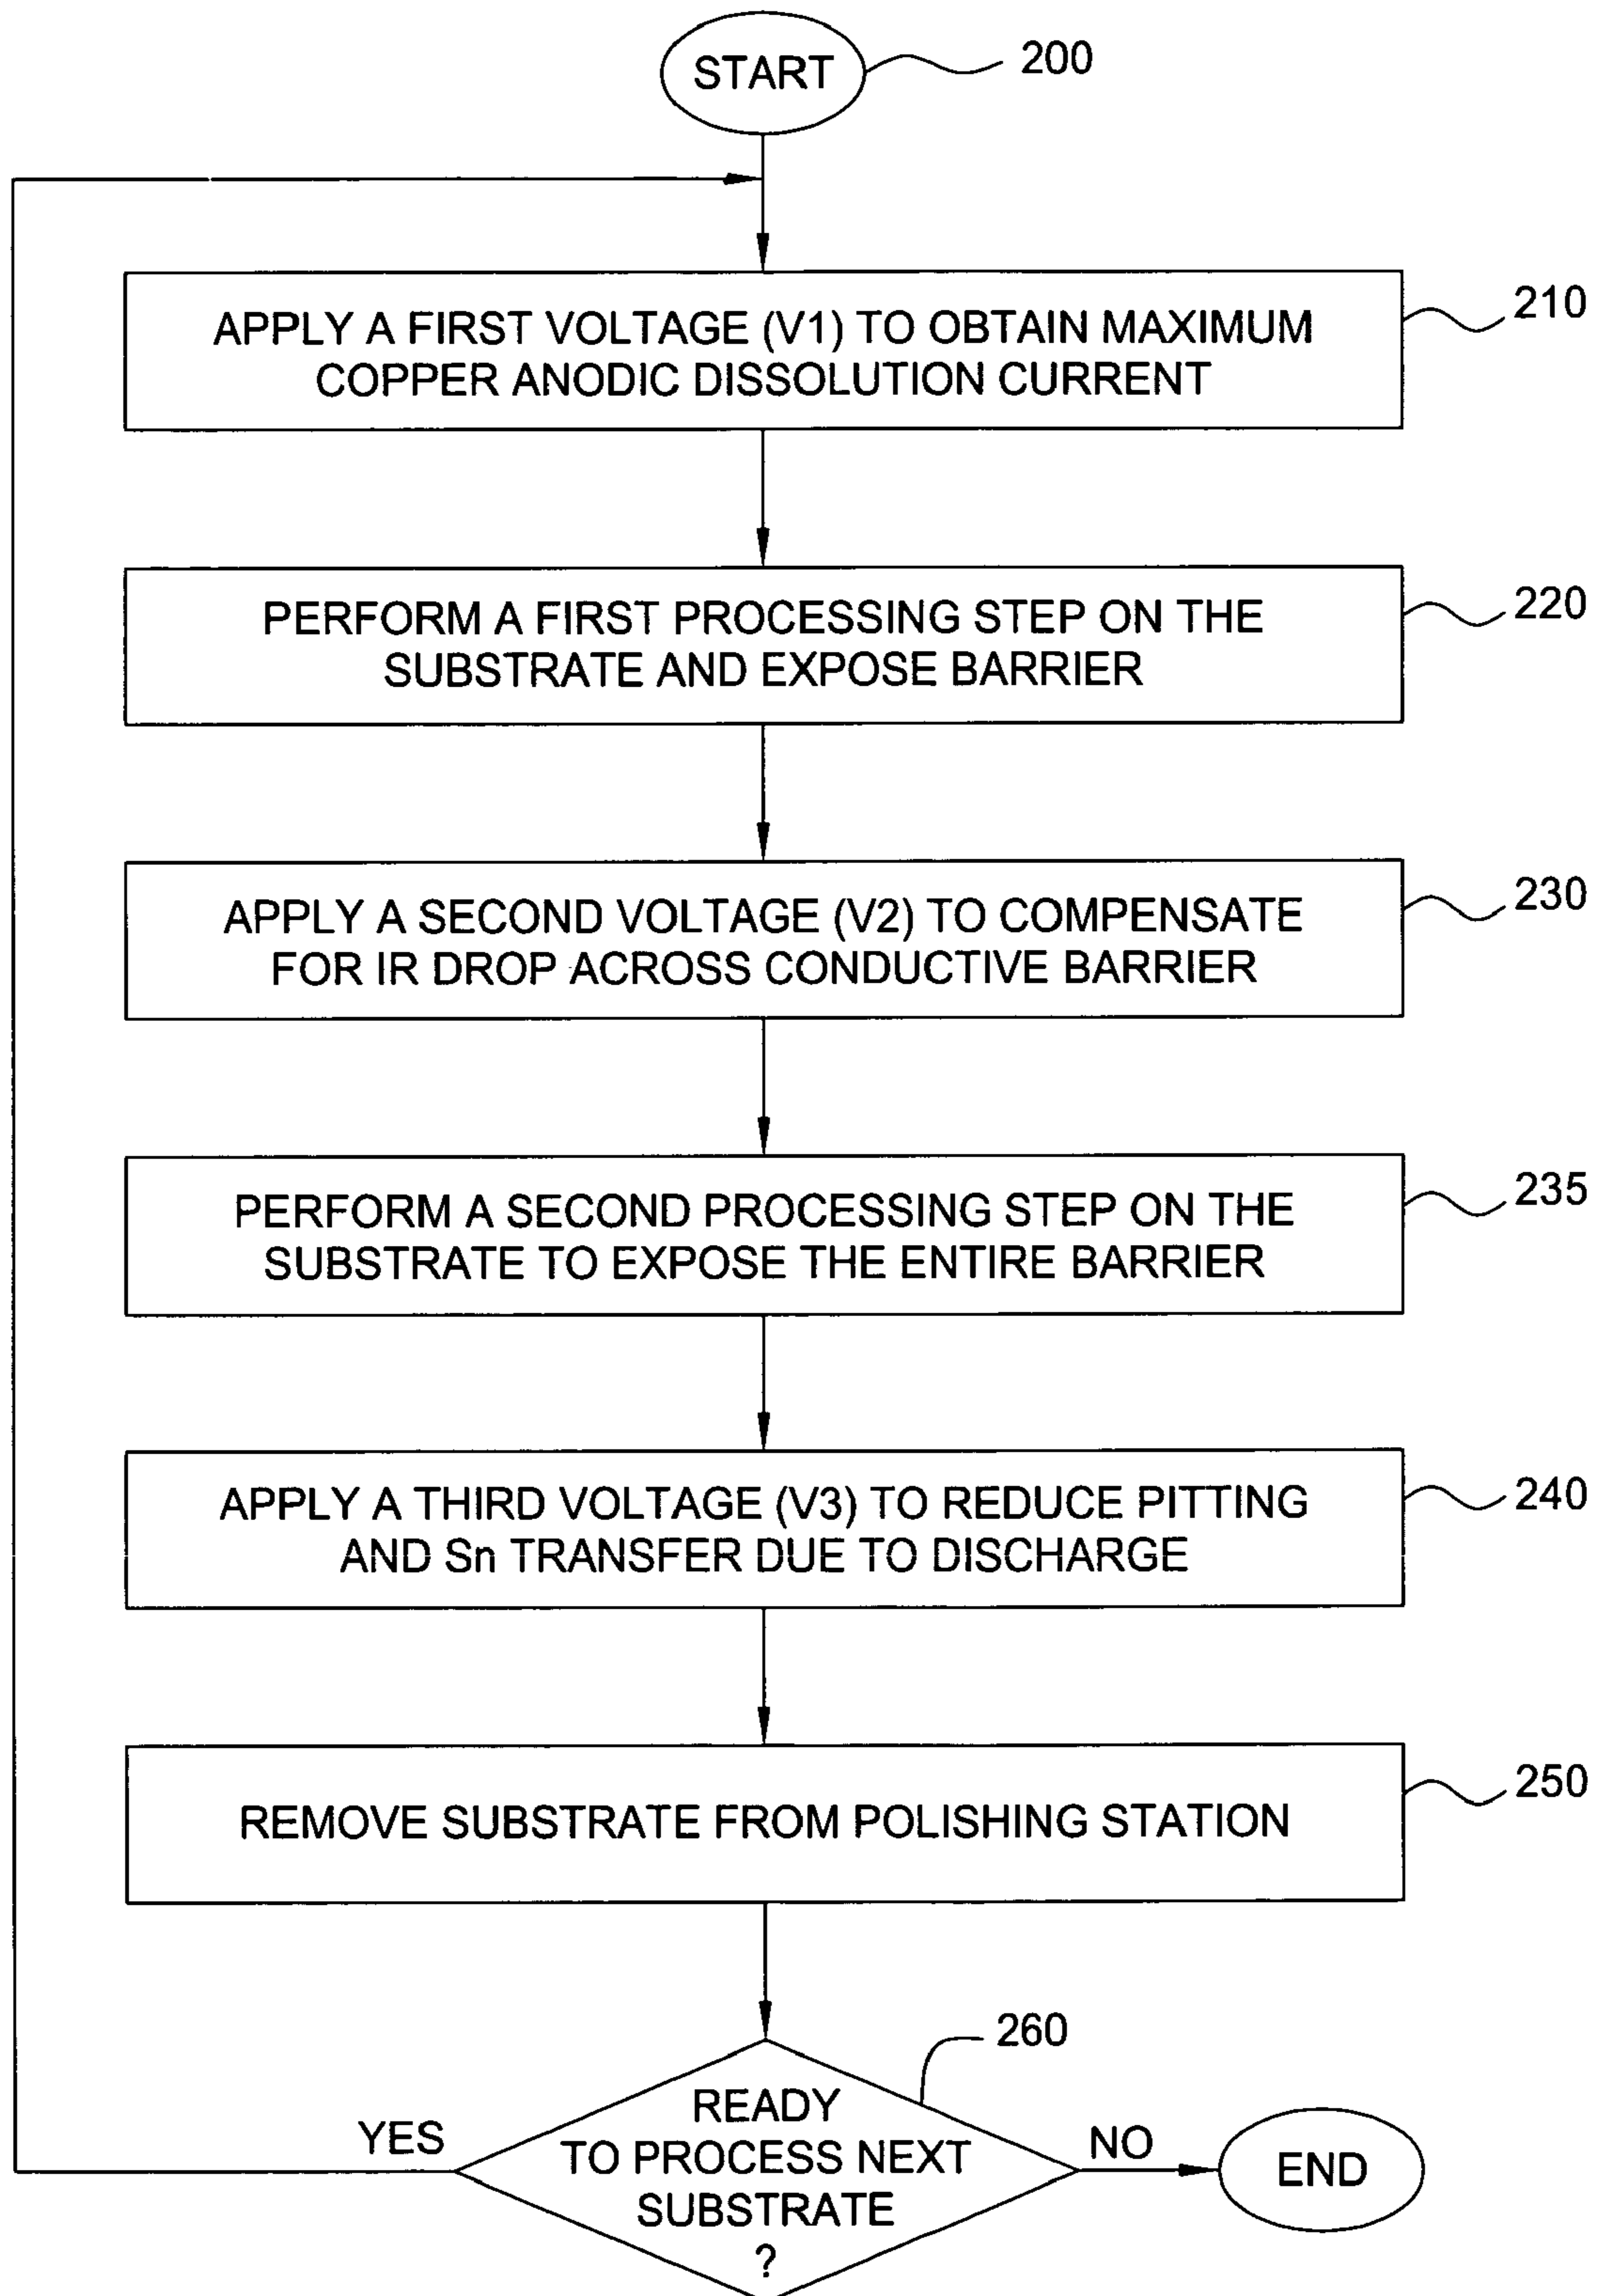 START
200
APPLY A FIRST VOLTAGE (V1) TO OBTAIN MAXIMUM
COPPER ANODIC DISSOLUTION CURRENT
210
PERFORM A FIRST PROCESSING STEP ON THE
SUBSTRATE AND EXPOSE BARRIER
220
APPLY A SECOND VOLTAGE (V2) TO COMPENSATE
FOR IR DROP ACROSS CONDUCTIVE BARRIER
230
PERFORM A SECOND PROCESSING STEP ON THE
SUBSTRATE TO EXPOSE THE ENTIRE BARRIER
235
APPLY A THIRD VOLTAGE (V3) TO REDUCE PITTING
AND Sn TRANSFER DUE TO DISCHARGE
240
REMOVE SUBSTRATE FROM POLISHING STATION
250
260
READY
TO PROCESS NEXT
SUBSTRATE
?
YES
NO
END